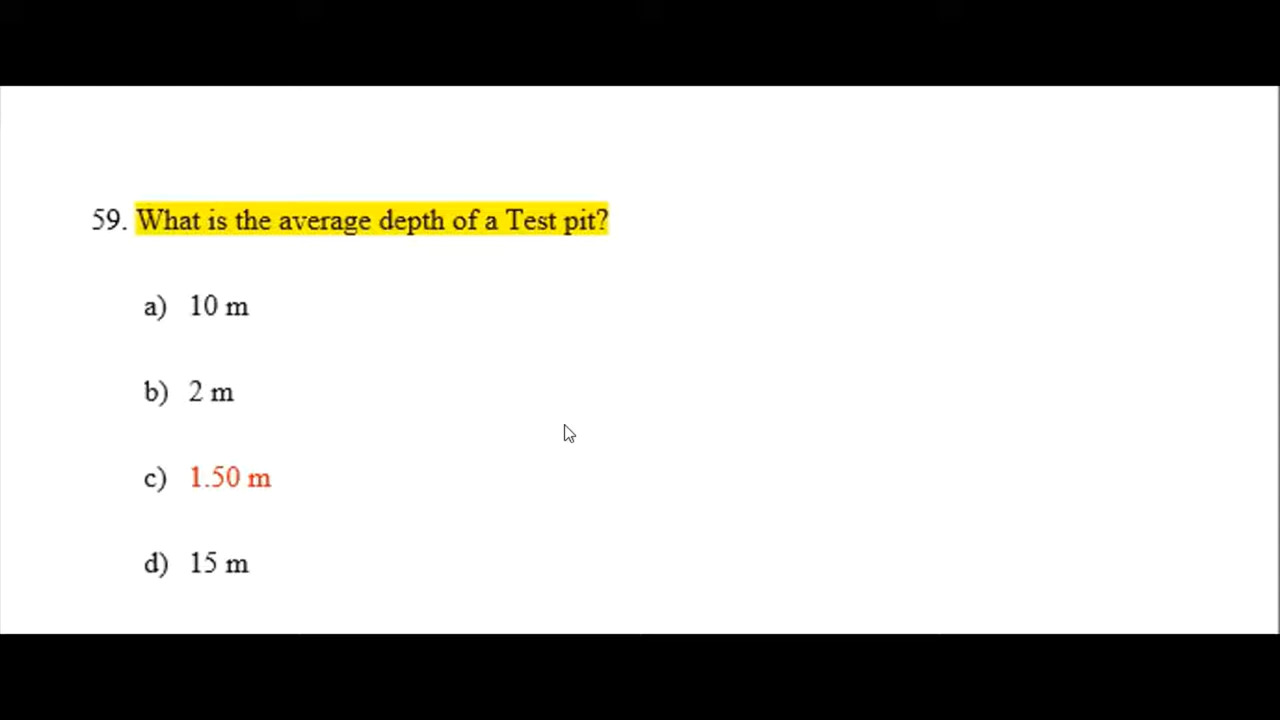 59. What is the average depth of a Test pit?
a) 10 m
b) 2 m
c) 1.50 m
d) 15 m